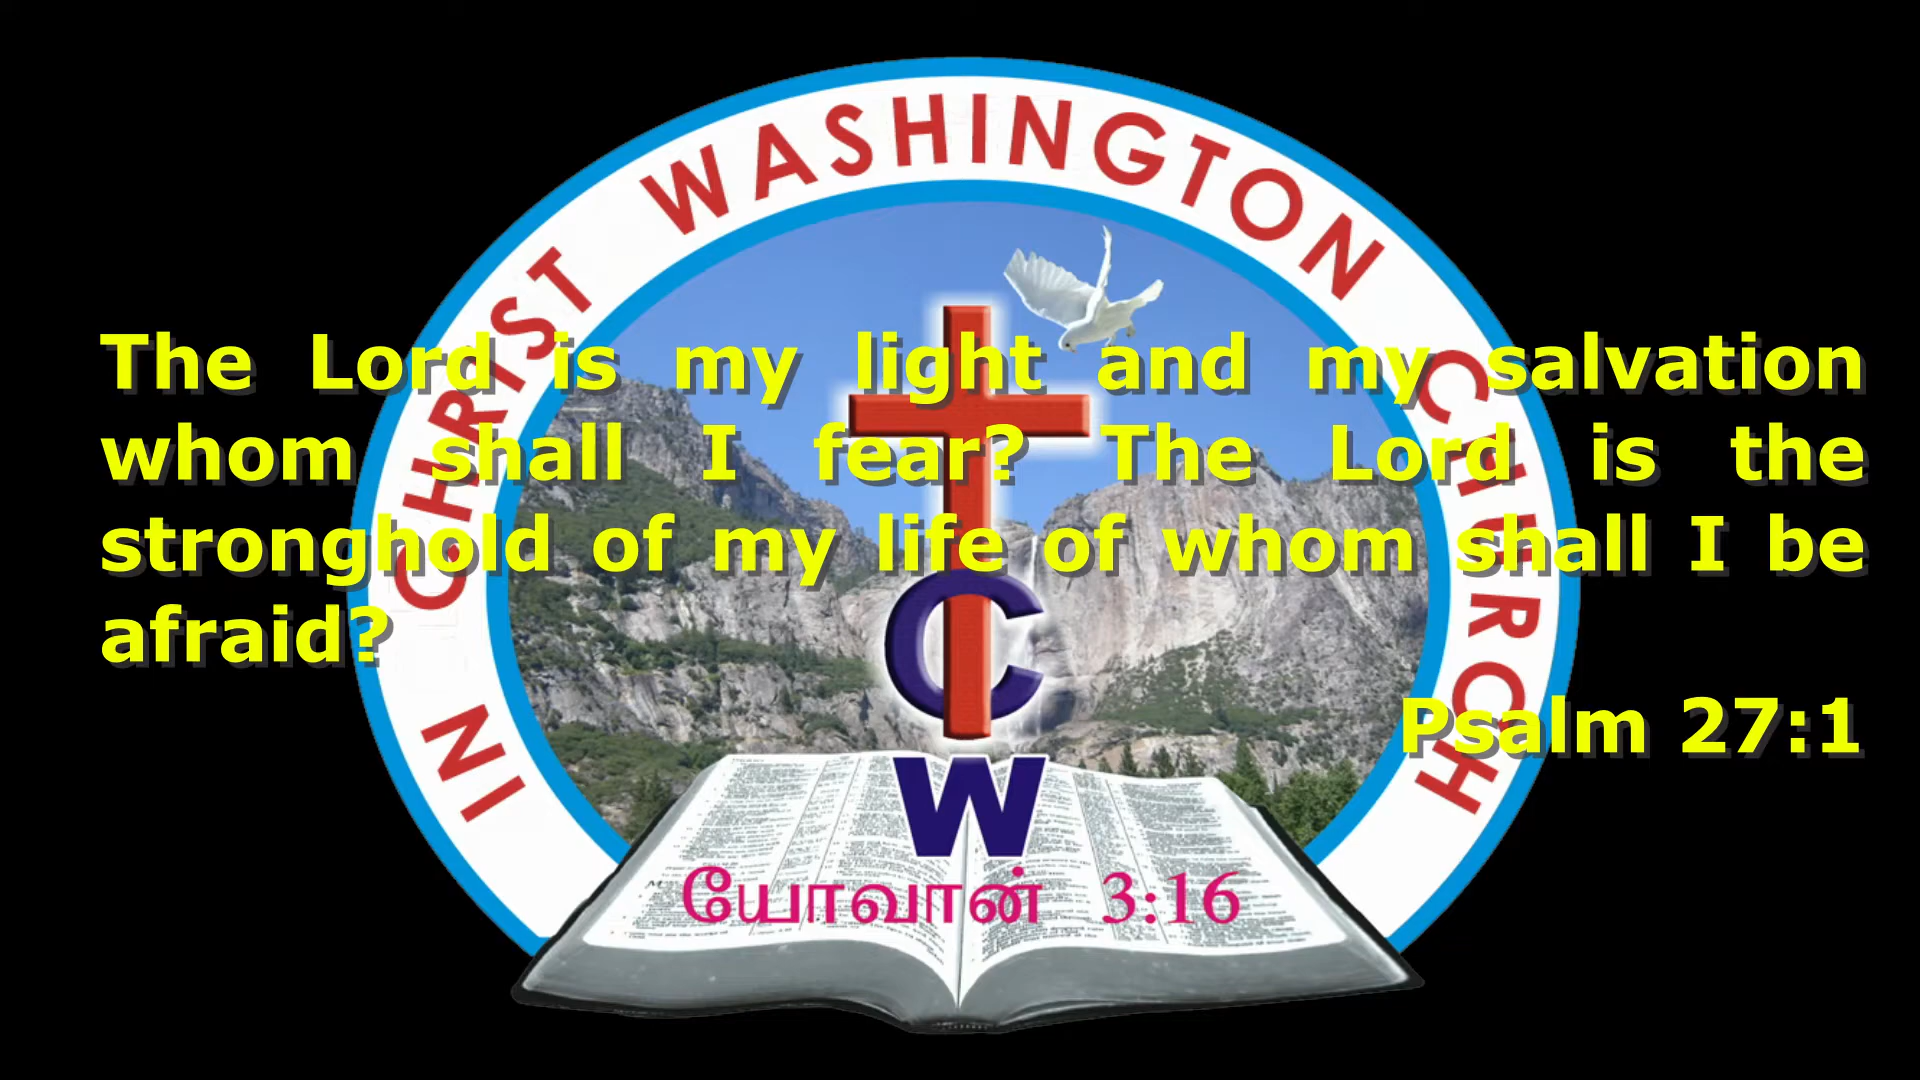 IN CHRIST WASHINGTON CHURCH
The Lord is my light and my salvation
whom shall I fear? The Lord is the
stronghold of my life of whom shall I be
afraid?
Psalm 27:1
C
W
யோவான் 3:16